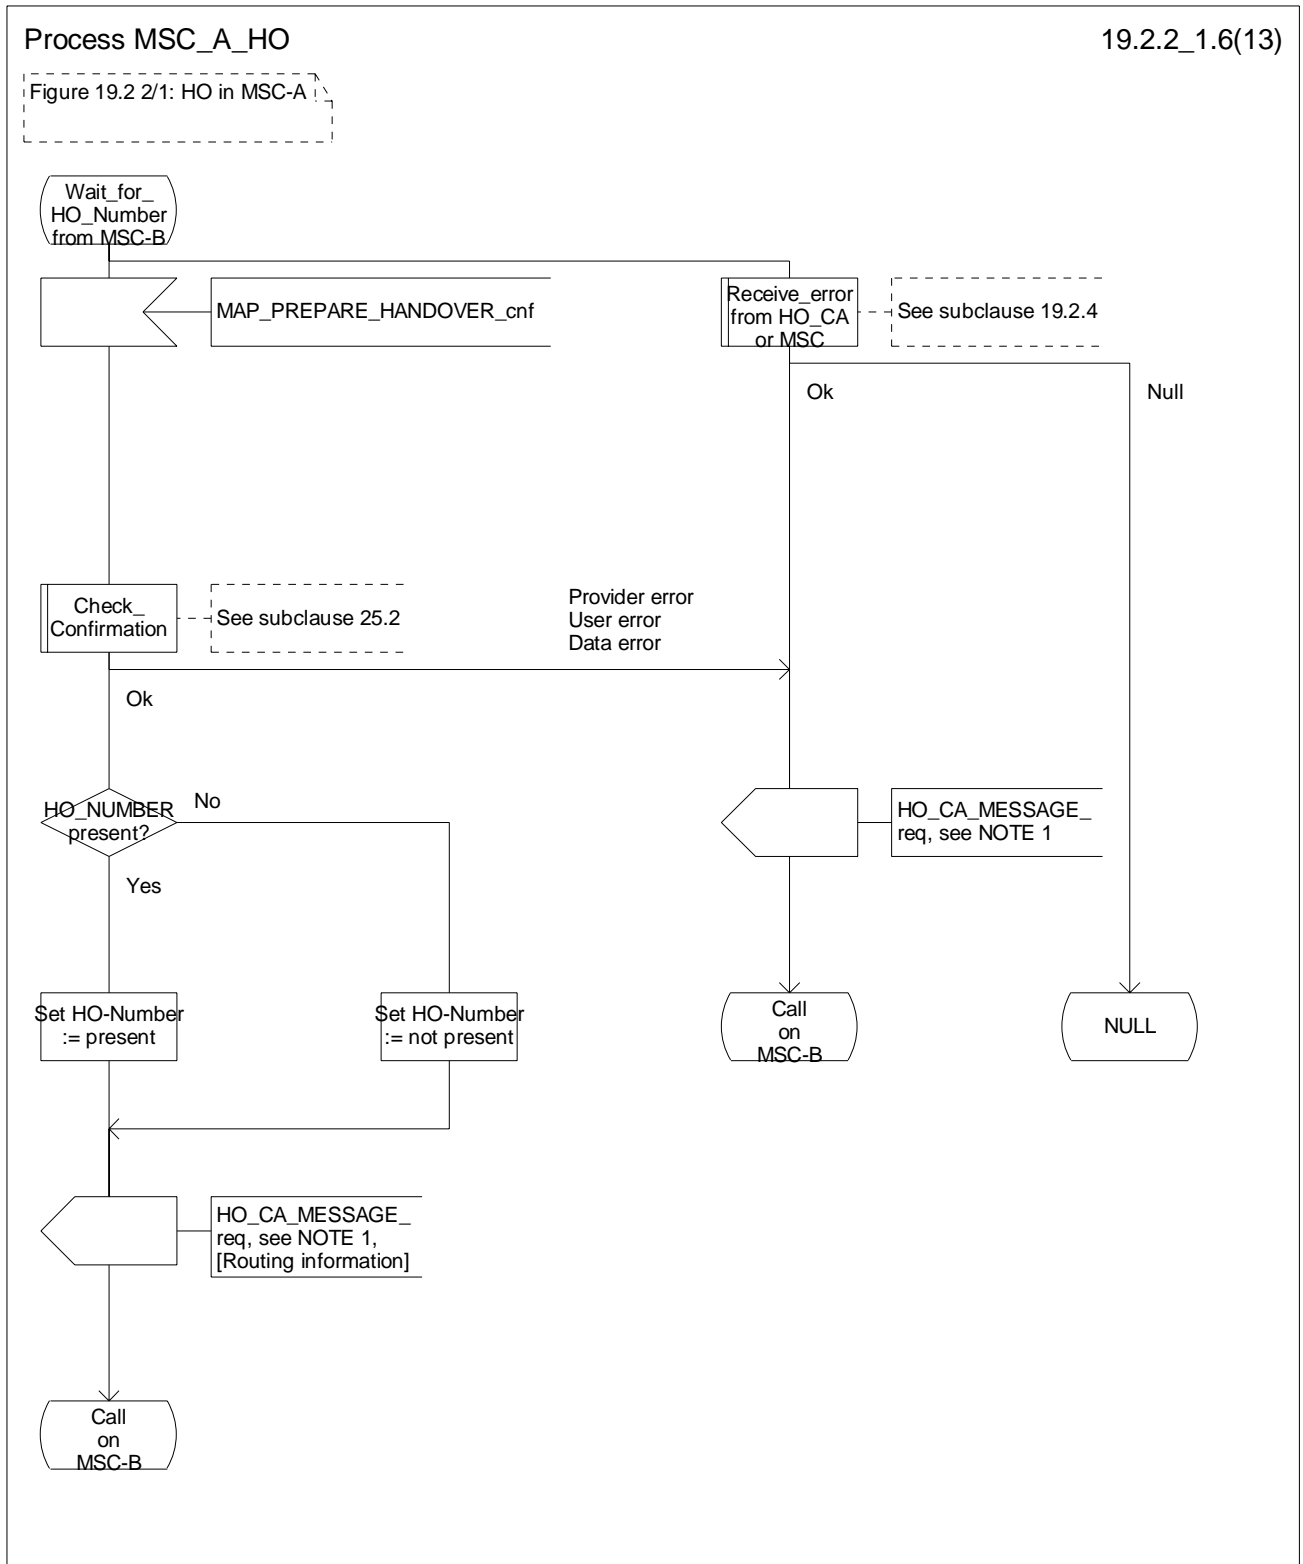 Process MSC_A_HO
19.2.2_1.6(13)
Figure 19.2 2/1: HO in MSC-A
Wait_for_
HO_Number
from MSC-B
MAP_PREPARE_HANDOVER_cnf
Receive_error
from HO_CA
or MSC
See subclause 19.2.4
Ok
Null
Check_
Confirmation
See subclause 25.2
Provider error
User error
Data error
Ok
HO_NUMBER
present?
No
HO_CA_MESSAGE_
req, see NOTE 1
Yes
Set HO-Number
:= present
Set HO-Number
:= not present
Call
on
MSC-B
NULL
HO_CA_MESSAGE_
req, see NOTE 1,
[Routing information]
Call
on
MSC-B